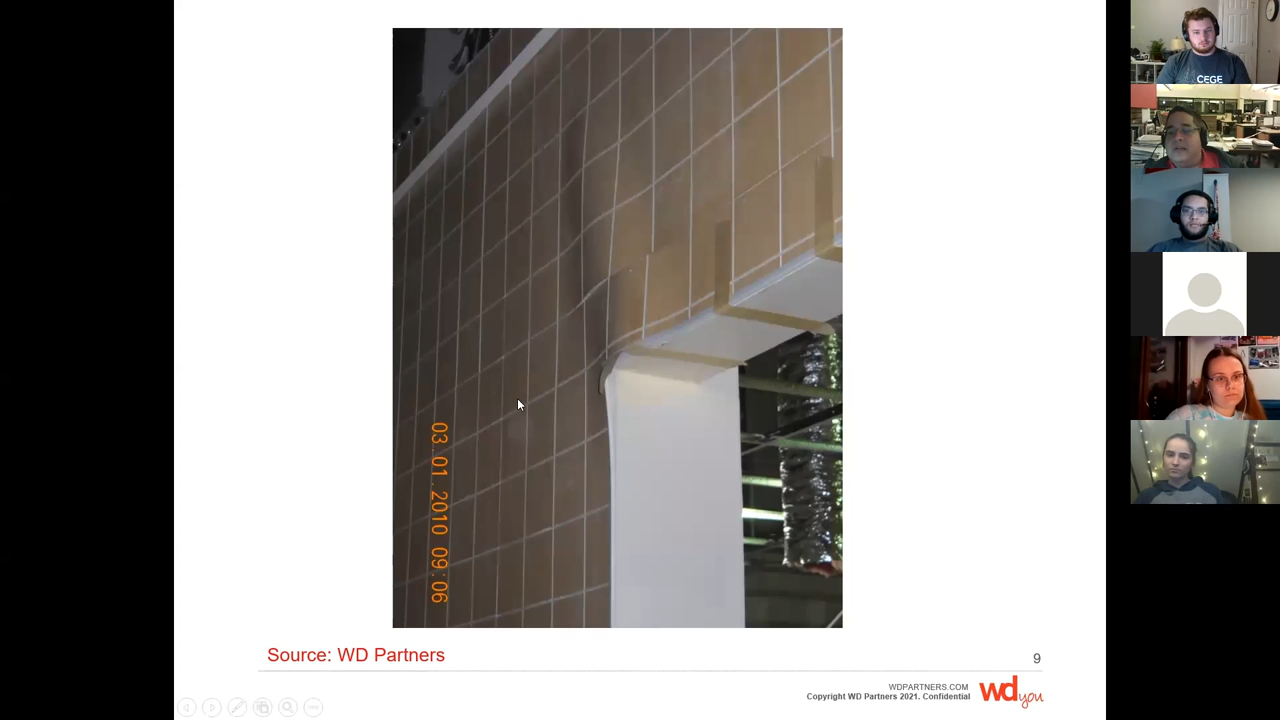 CEGE
03.01.2010 09:06
Source: WD Partners
9
WDPARTNERS.COM
Copyright WD Partners 2021. Confidential
wd you